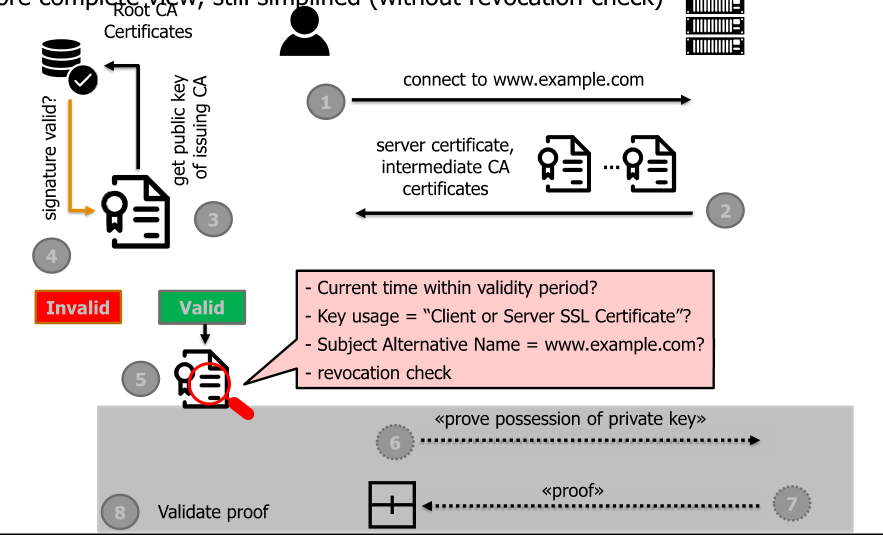 ore complete view, still simplified (without revocation check)
Root CA
Certificates
connect to www.example.com
1
get public key
of issuing CA
signature valid?
server certificate,
intermediate CA
certificates
...
2
3
4
Invalid
Valid
- Current time within validity period?
- Key usage = “Client or Server SSL Certificate”?
- Subject Alternative Name = www.example.com?
- revocation check
5
«prove possession of private key»
6
«proof»
7
8
Validate proof